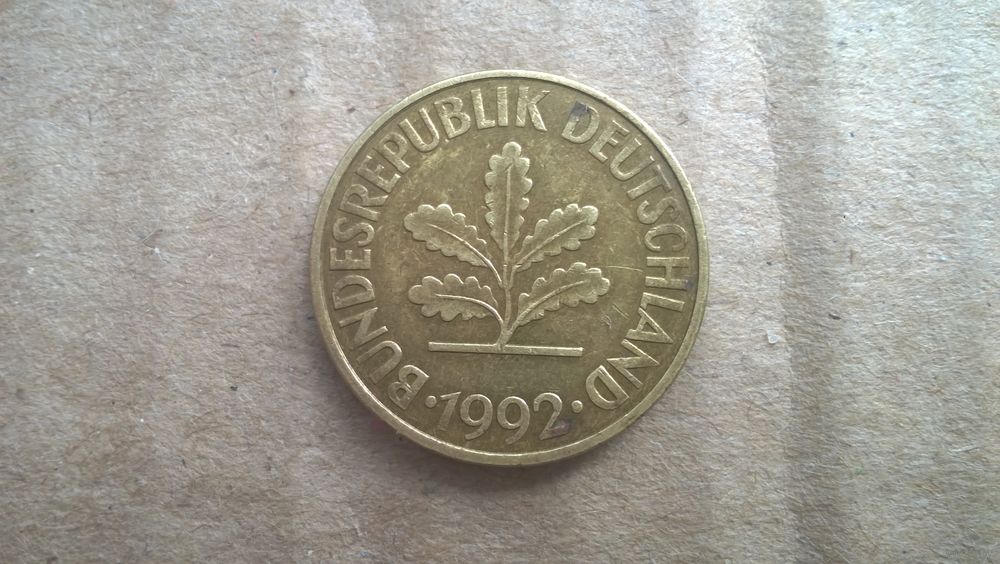 BUNDESREPUBLIK DEUTSCHLAND
· 1992 ·